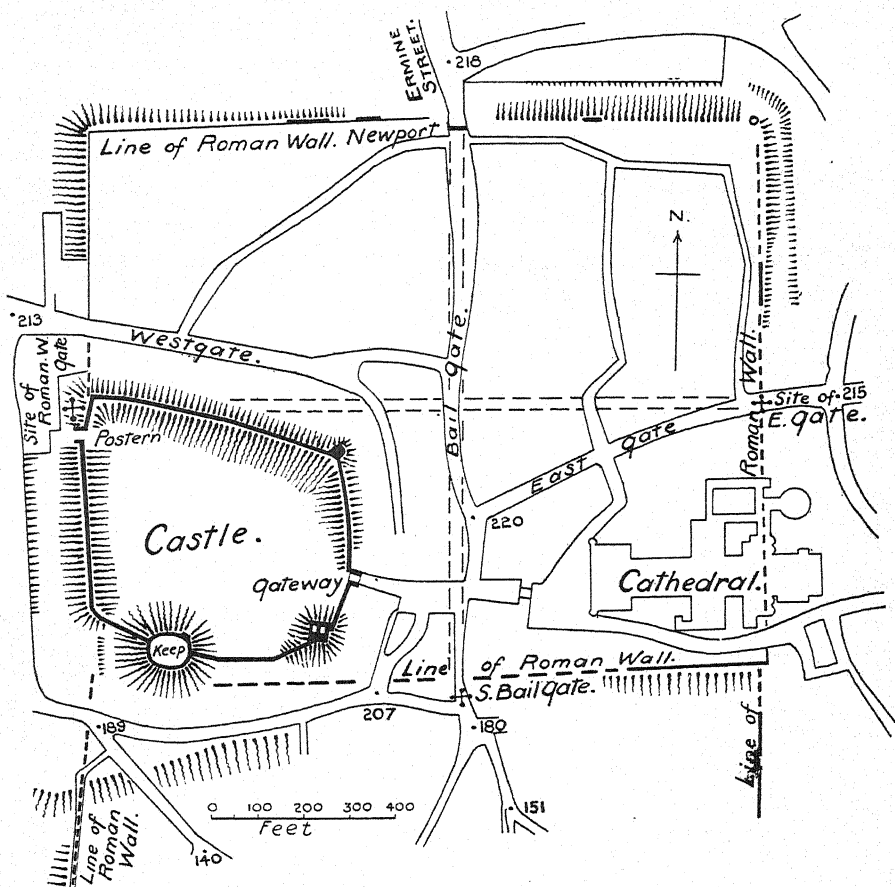 ERMINE
STREET.
218
Line of Roman Wall. Newport
N.
213
Westgate.
Bail gate.
Roman Wall.
Site of
Roman W.
Gate
Postern
Site of 215
E. gate.
East gate
220
Castle.
Gateway
Cathedral.
Keep
Line of Roman Wall.
S. Bailgate.
207
189
180
Line of
0 100 200 300 400
Feet
151
Line of
Roman
Wall.
140